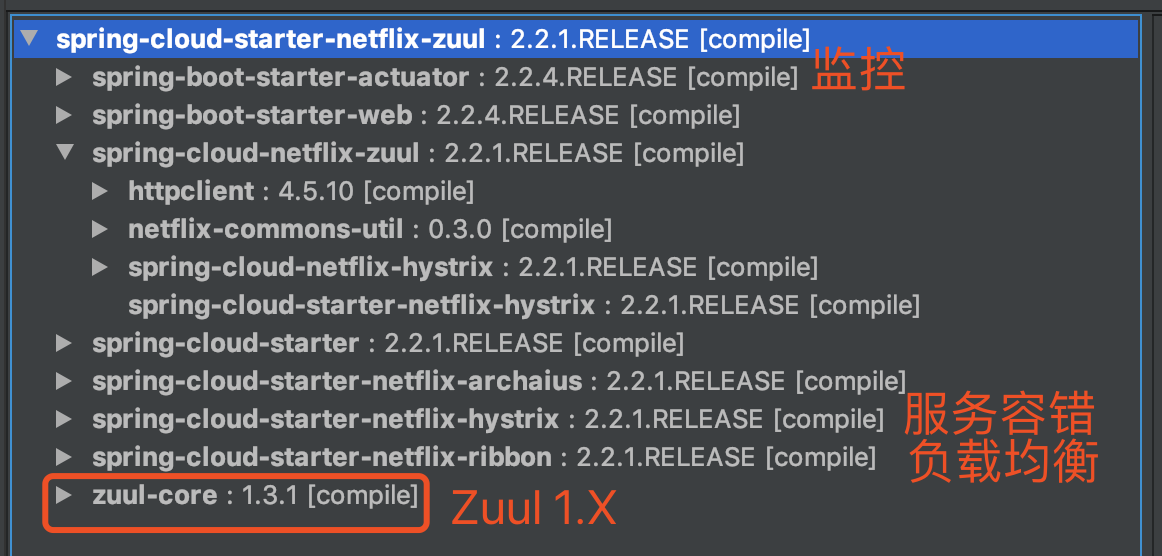 spring-cloud-starter-netflix-zuul : 2.2.1.RELEASE [compile]
spring-boot-starter-actuator : 2.2.4.RELEASE [compile] 监控
spring-boot-starter-web : 2.2.4.RELEASE [compile]
spring-cloud-netflix-zuul : 2.2.1.RELEASE [compile]
httpclient : 4.5.10 [compile]
netflix-commons-util : 0.3.0 [compile]
spring-cloud-netflix-hystrix : 2.2.1.RELEASE [compile]
spring-cloud-starter-netflix-hystrix : 2.2.1.RELEASE [compile]
spring-cloud-starter : 2.2.1.RELEASE [compile]
spring-cloud-starter-netflix-archaius : 2.2.1.RELEASE [compile]
spring-cloud-starter-netflix-hystrix : 2.2.1.RELEASE [compile] 服务容错
spring-cloud-starter-netflix-ribbon : 2.2.1.RELEASE [compile] 负载均衡
zuul-core : 1.3.1 [compile] Zuul 1.X